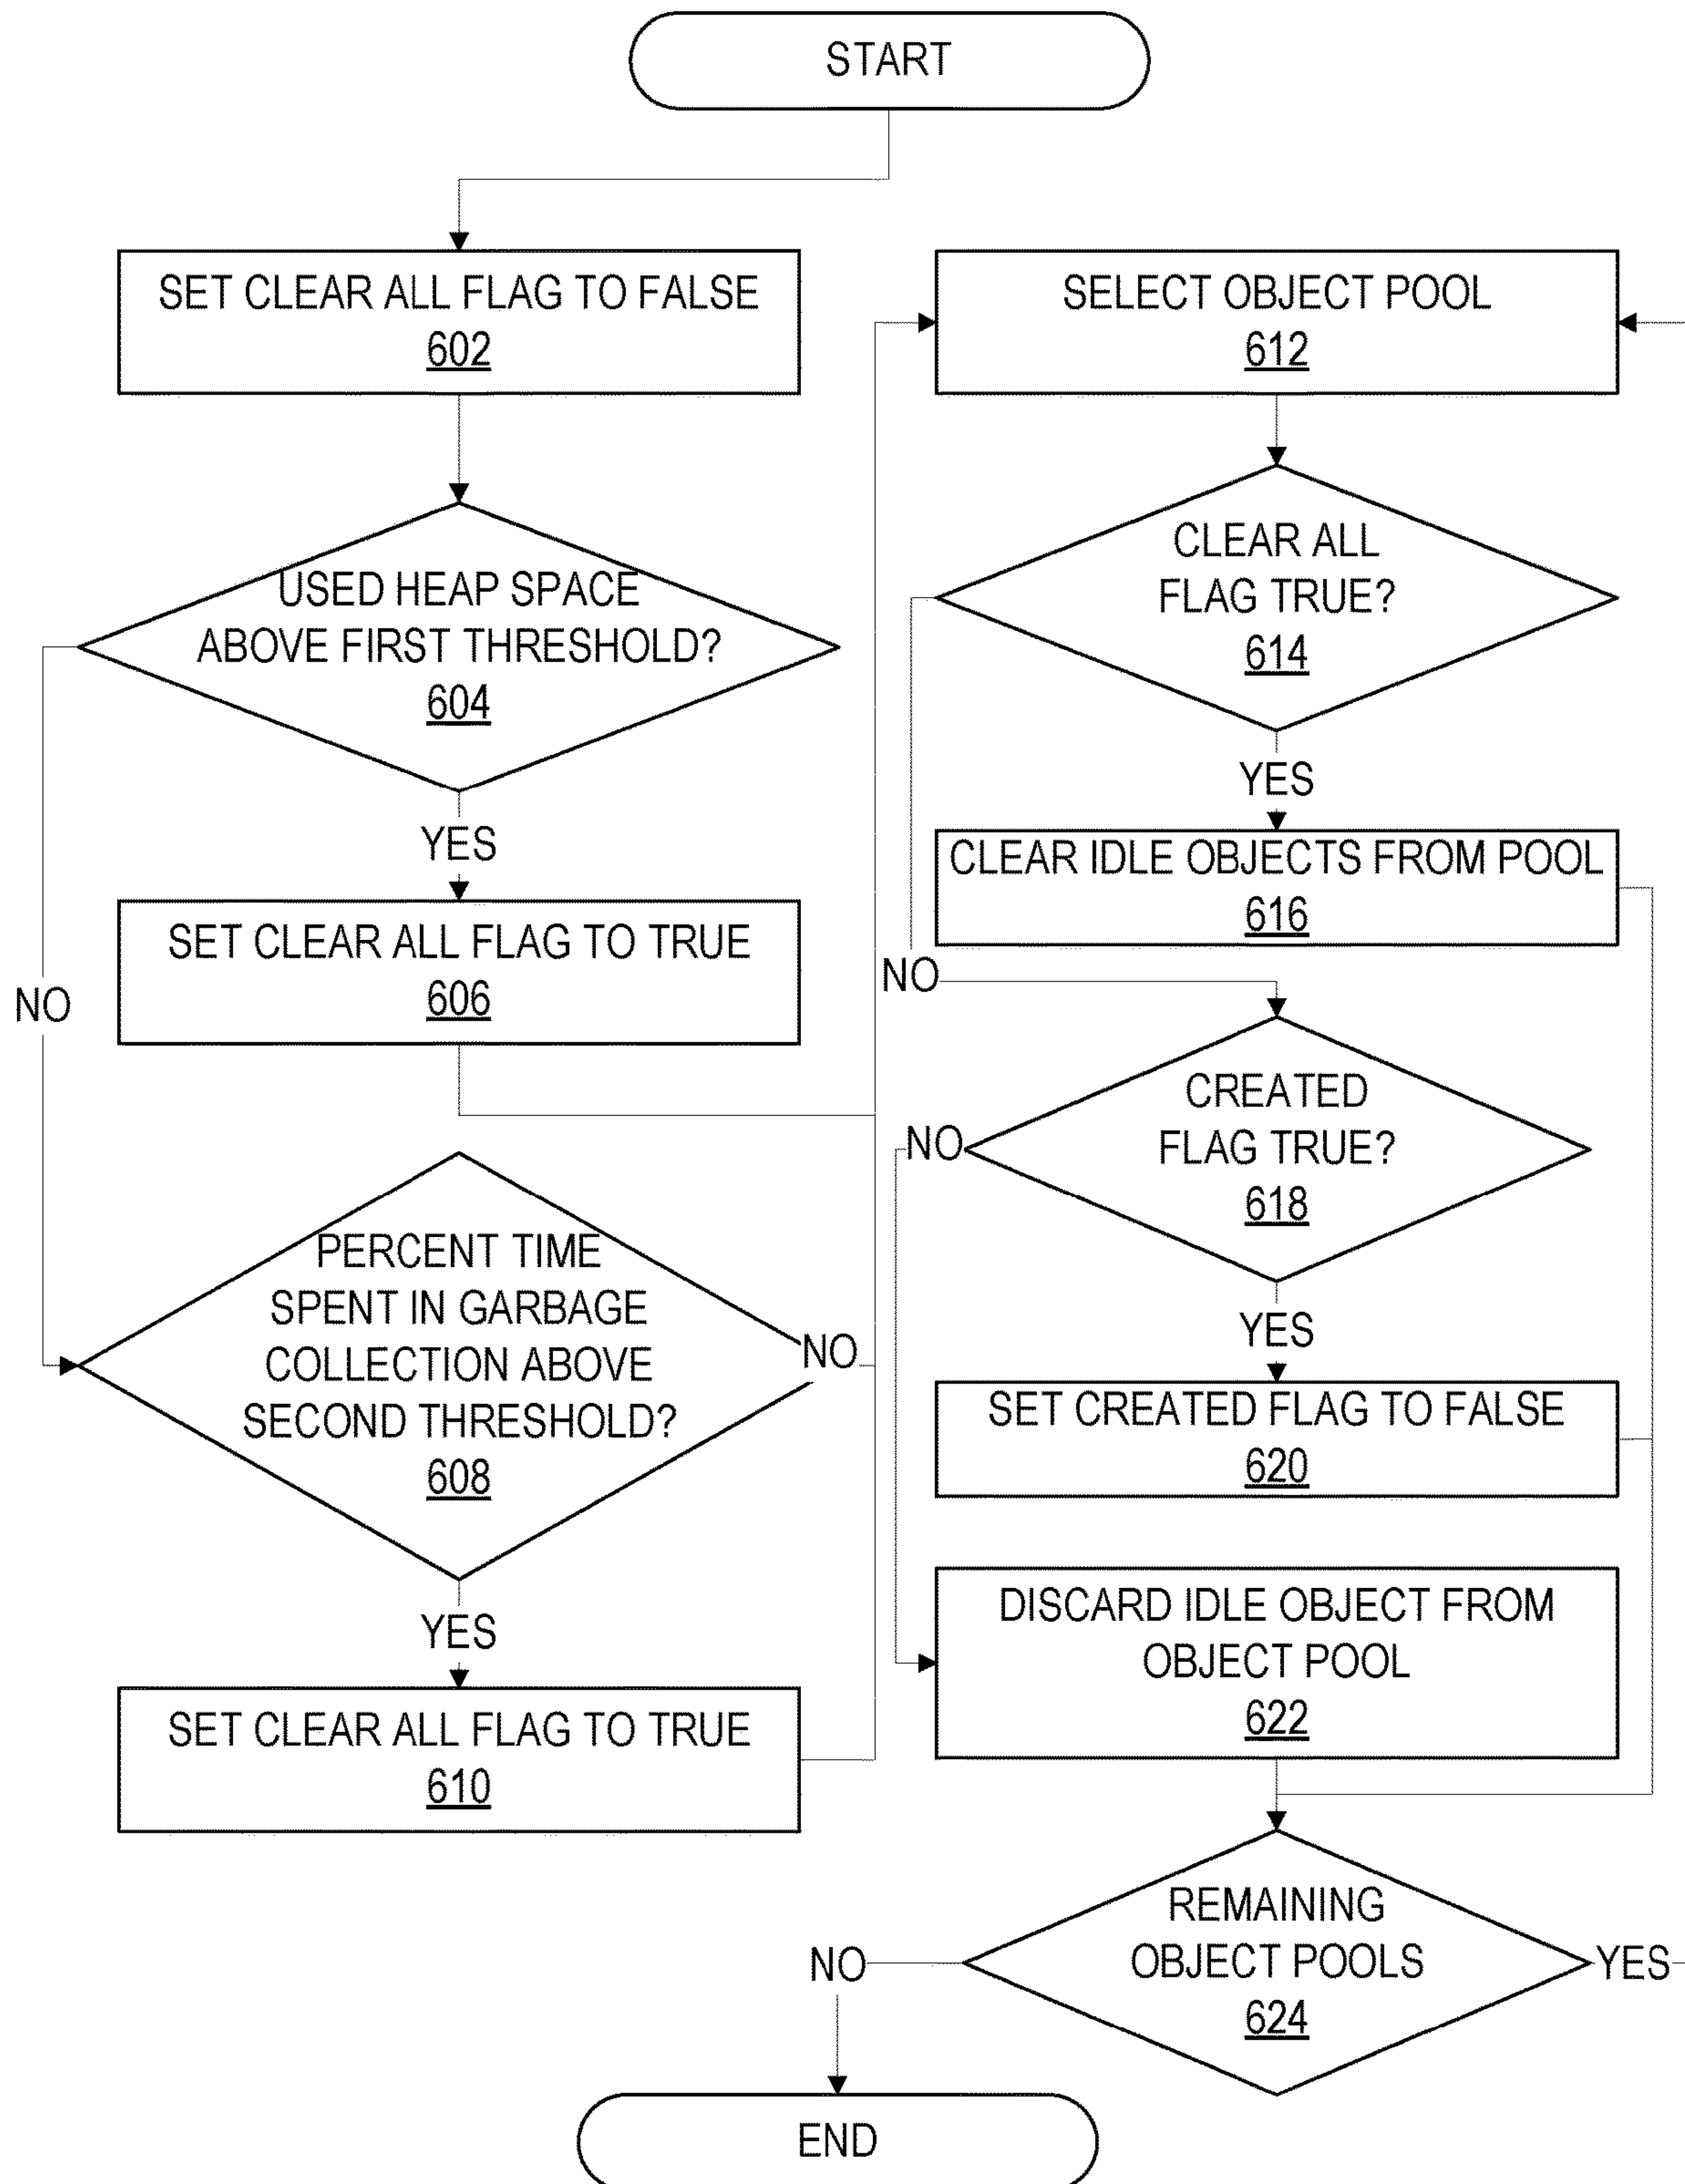 START
SET CLEAR ALL FLAG TO FALSE
602
USED HEAP SPACE
ABOVE FIRST THRESHOLD?
604
YES
NO
SET CLEAR ALL FLAG TO TRUE
606
PERCENT TIME
SPENT IN GARBAGE
COLLECTION ABOVE
SECOND THRESHOLD?
608
NO
YES
SET CLEAR ALL FLAG TO TRUE
610
SELECT OBJECT POOL
612
CLEAR ALL
FLAG TRUE?
614
YES
CLEAR IDLE OBJECTS FROM POOL
616
NO
CREATED
FLAG TRUE?
618
NO
YES
SET CREATED FLAG TO FALSE
620
DISCARD IDLE OBJECT FROM
OBJECT POOL
622
REMAINING
OBJECT POOLS
624
NO
YES
END